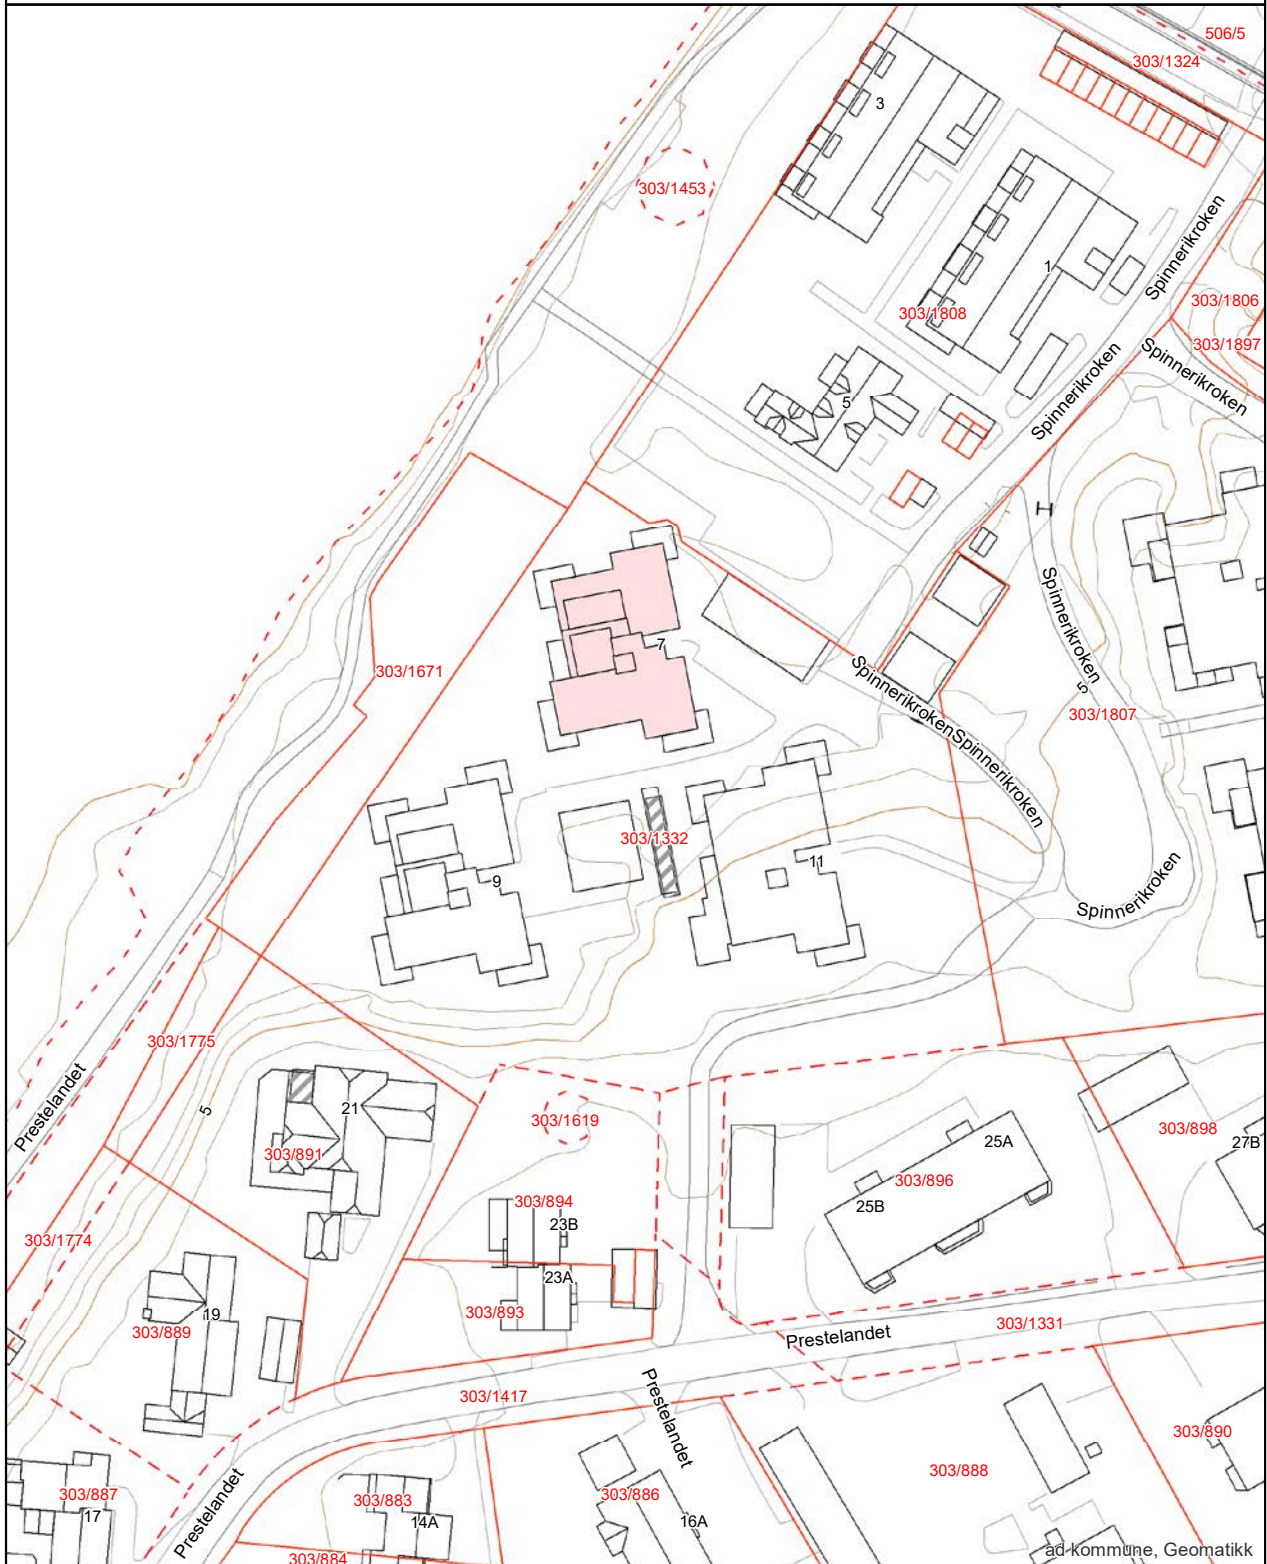 506/5
303/1324
3
303/1453
Spinnerikroken
1
303/1806
303/1808
303/1897
Spinnerikroken
Spinnerikroken
5
H
Spinnerikroken
7
303/1671
Spinnerikroken
5
303/1807
Spinnerikroken
303/1332
11
9
Spinnerikroken
303/1775
Prestelandet
5
21
303/1619
25A
303/898
27B
303/891
303/896
303/894
25B
23B
303/1774
23A
303/893
19
303/889
303/1331
Prestelandet
303/1417
Prestelandet
303/890
303/888
303/887
303/883
303/886
17
14A
16A
Prestelandet
303/884
ad kommune, Geomatikk